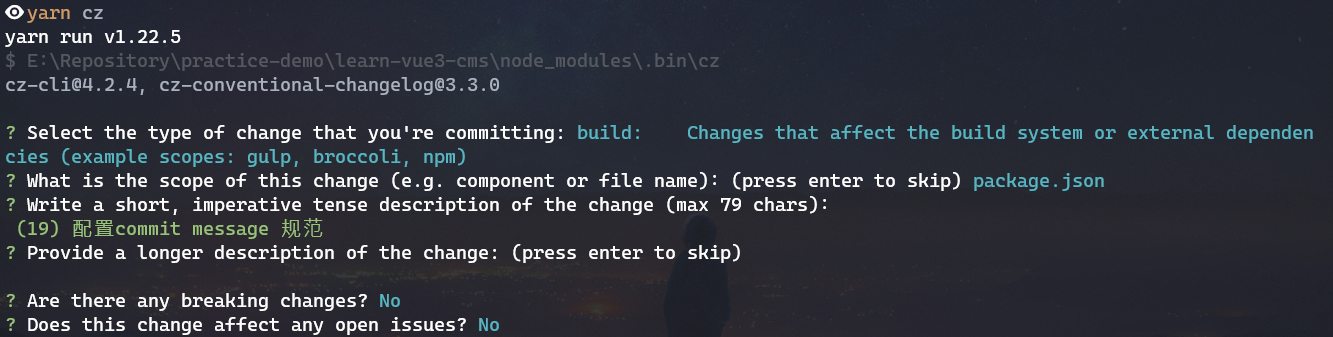 yarn cz
yarn run v1.22.5
$ E:\Repository\practice-demo\learn-vue3-cms\node_modules\.bin\cz
cz-cli@4.2.4, cz-conventional-changelog@3.3.0
? Select the type of change that you're committing: build:    Changes that affect the build system or external dependen
cies (example scopes: gulp, broccoli, npm)
? What is the scope of this change (e.g. component or file name): (press enter to skip) package.json
? Write a short, imperative tense description of the change (max 79 chars):
(19) 配置commit message 规范
? Provide a longer description of the change: (press enter to skip)
? Are there any breaking changes? No
? Does this change affect any open issues? No